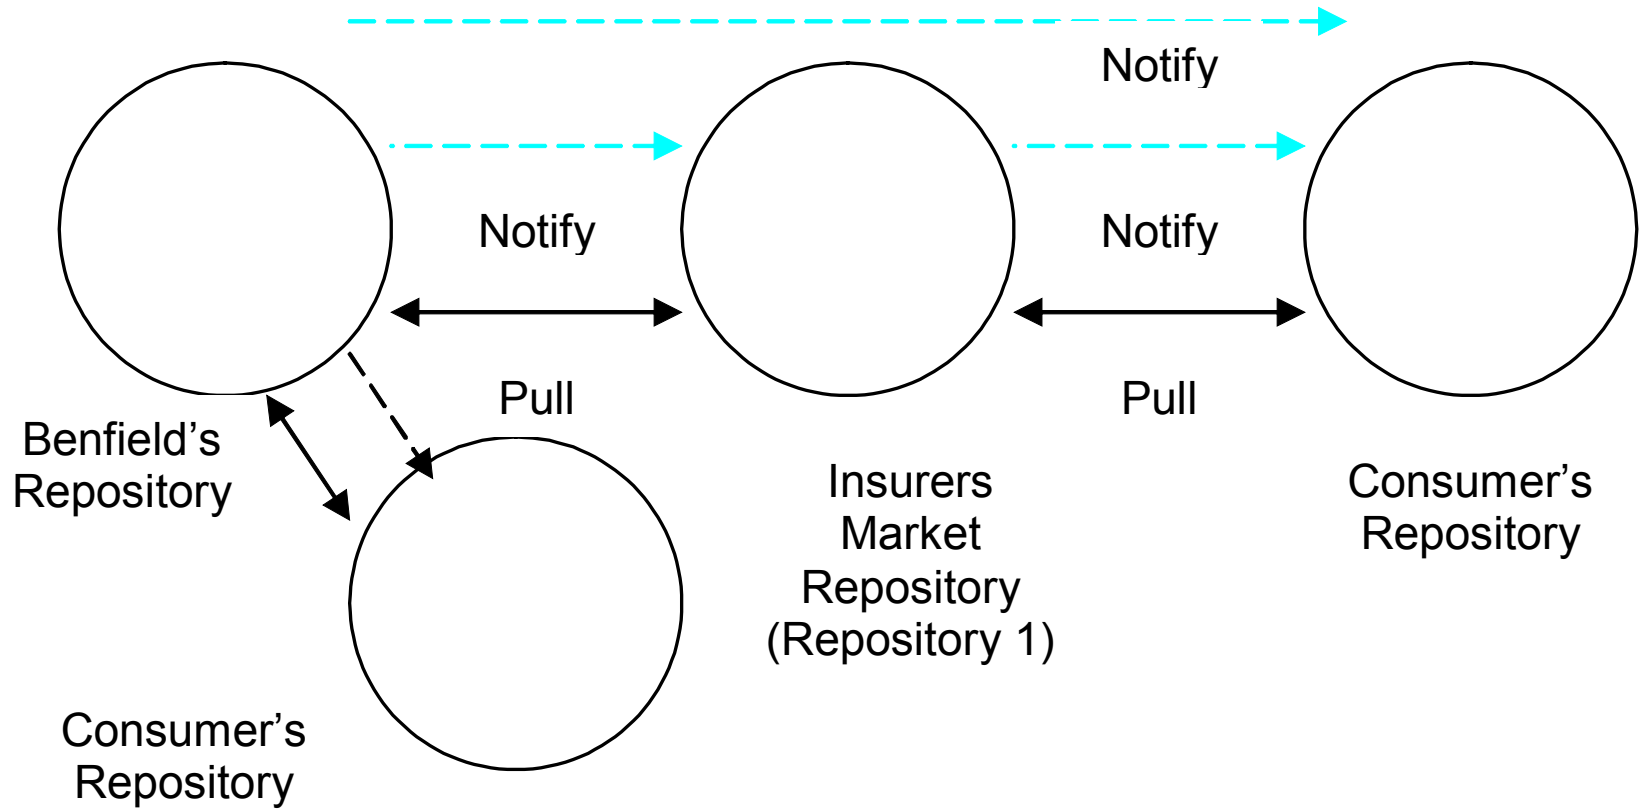 Notify
Notify
Notify
Pull
Pull
Benfield’s
Repository
Insurers
Market
Repository
(Repository 1)
Consumer’s
Repository
Consumer’s
Repository